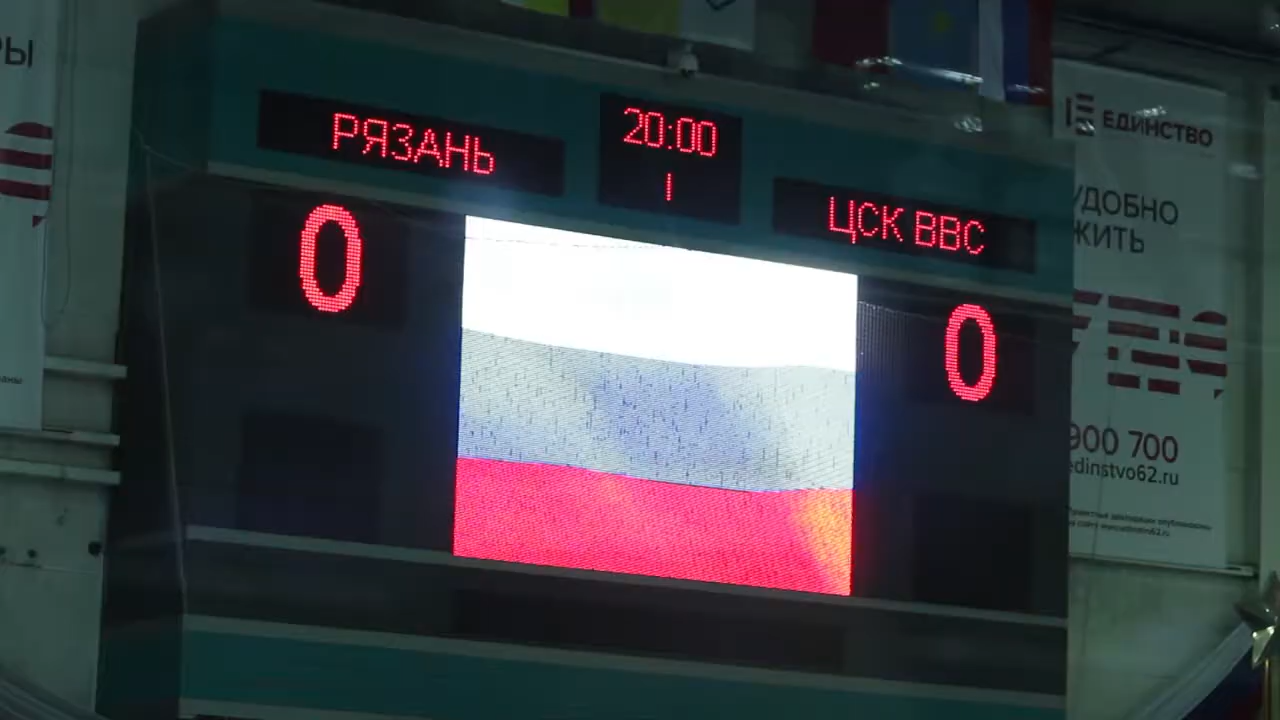 РЫ
РЯЗАНЬ
20:00
1
ЦСК ВВС
0
0
ЕДИНСТВО
УДОБНО
ЖИТЬ
900 700
edinstvo62.ru